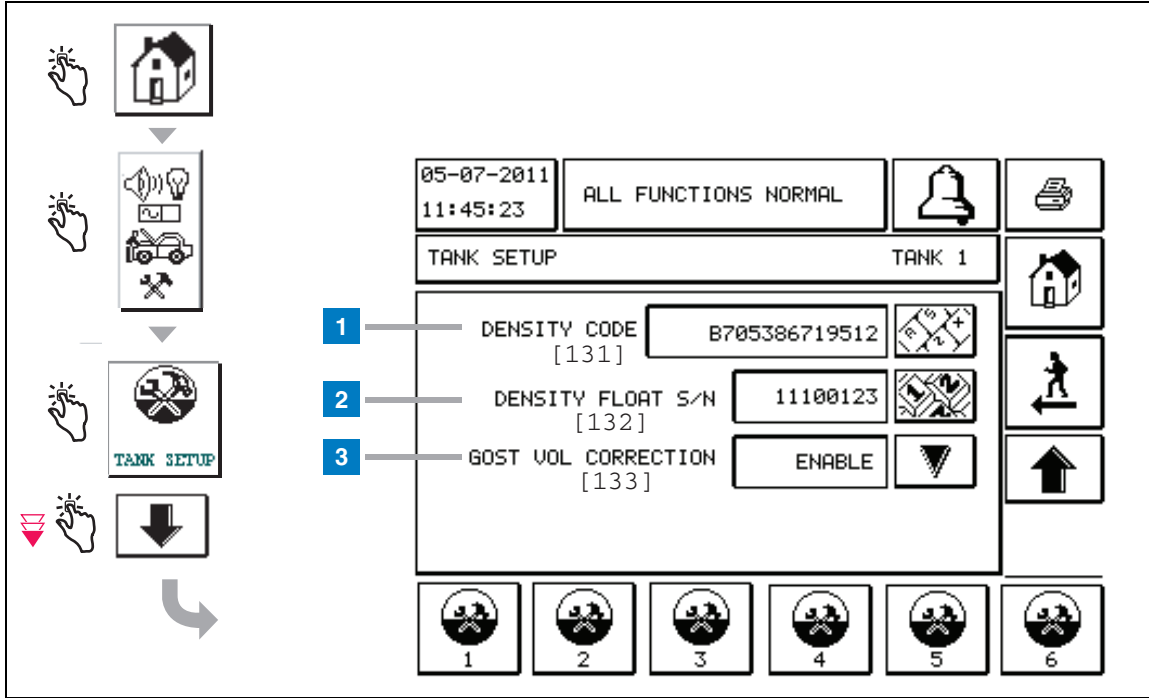 TANK SETUP
05-07-2011
11:45:23
ALL FUNCTIONS NORMAL
TANK SETUP TANK 1
1 DENSITY CODE B705386719512
[131]
2 DENSITY FLOAT S/N 11100123
[132]
3 GOST VOL CORRECTION ENABLE
[133]
1 2 3 4 5 6